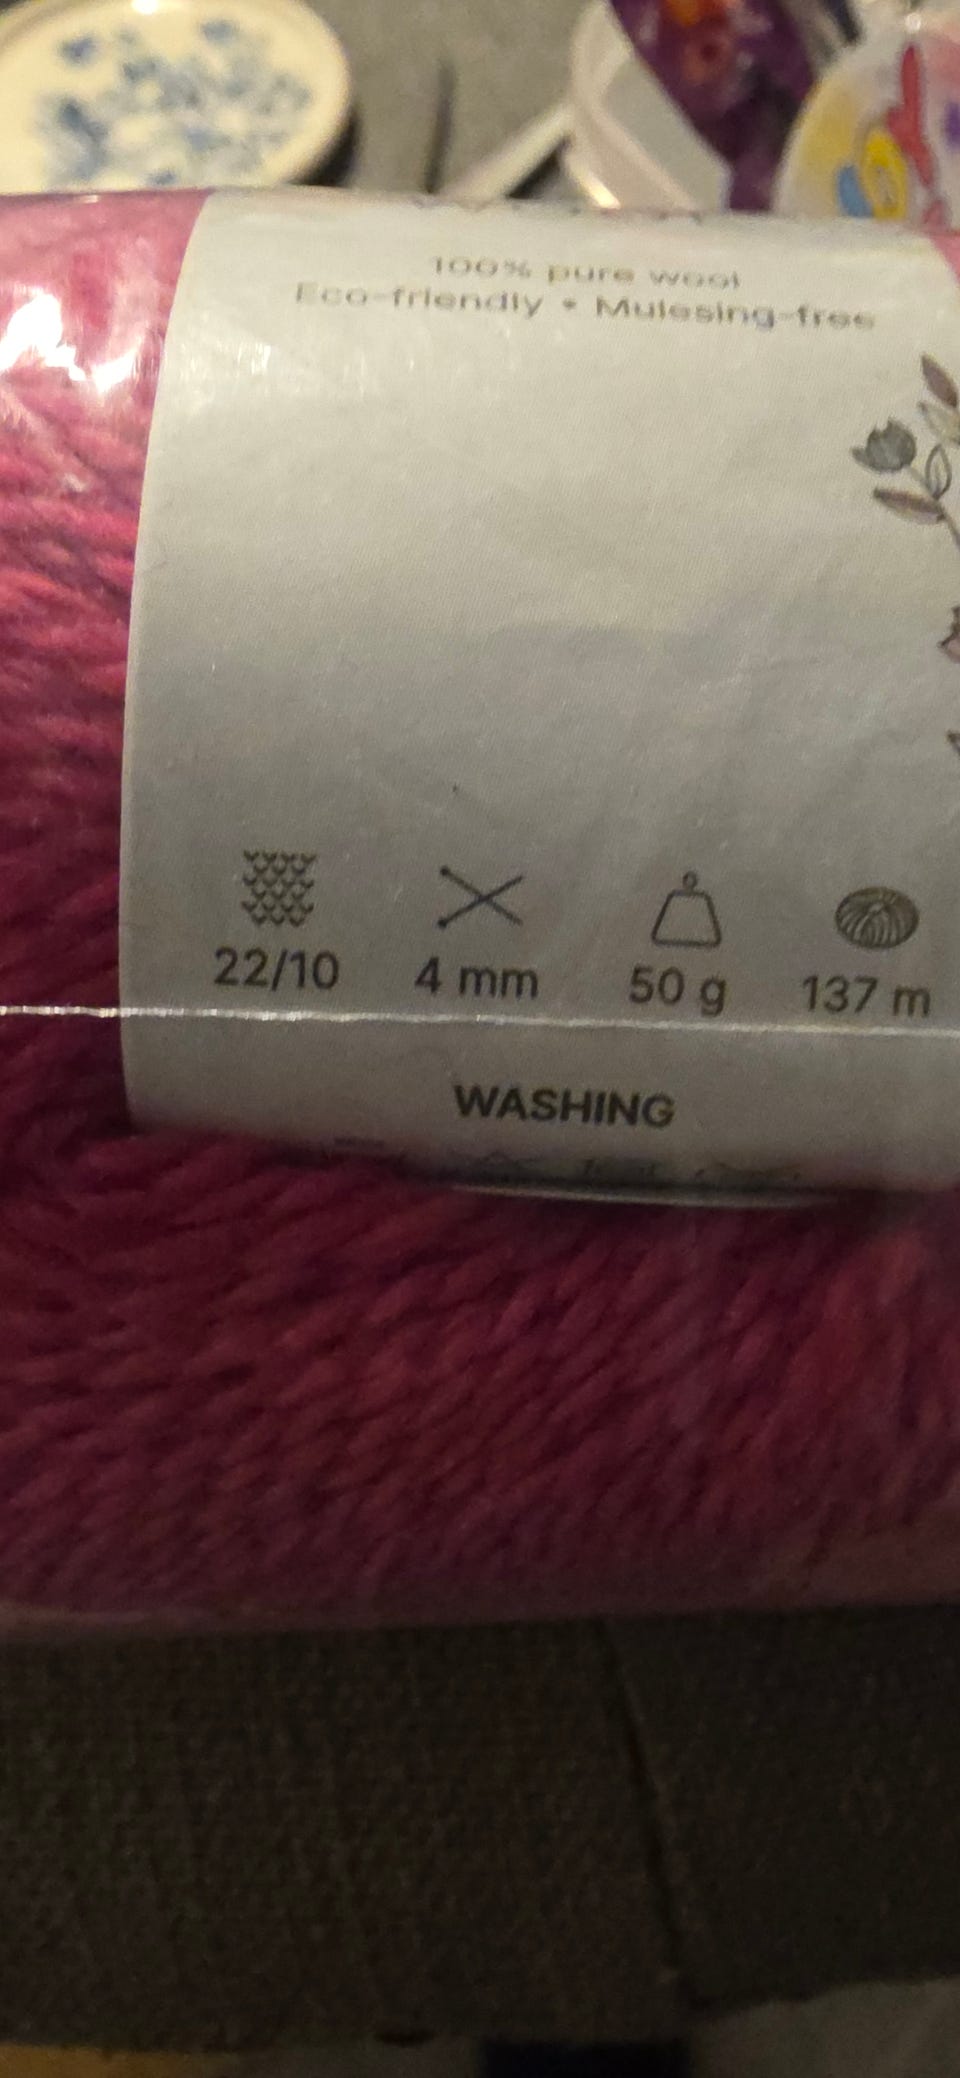 100% pure wool
Eco-friendly • Mulesing-free
22/10 4 mm 50 g 137 m
WASHING